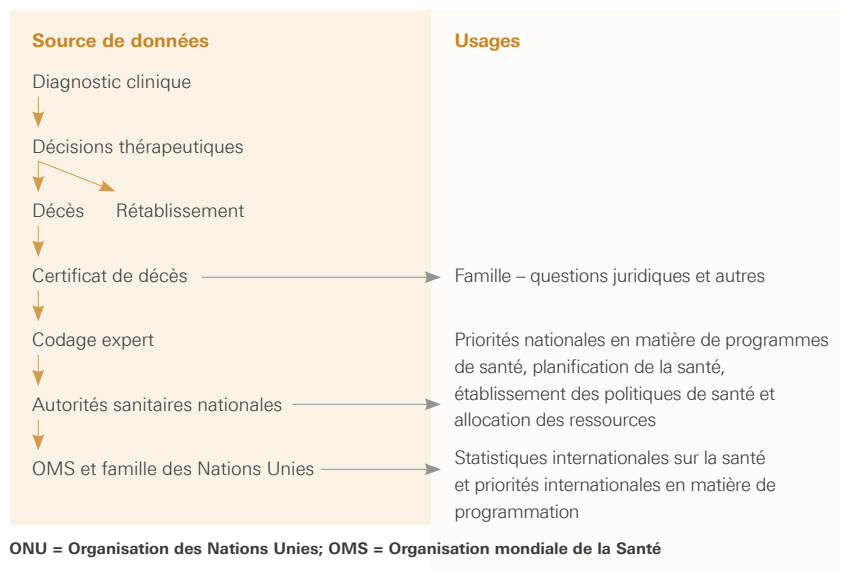 Source de données
Usages
Diagnostic clinique
Décisions thérapeutiques
Décès
Rétablissement
Certificat de décès
Famille – questions juridiques et autres
Codage expert
Priorités nationales en matière de programmes
de santé, planification de la santé,
établissement des politiques de santé et
allocation des ressources
Autorités sanitaires nationales
OMS et famille des Nations Unies
Statistiques internationales sur la santé
et priorités internationales en matière de
programmation
ONU = Organisation des Nations Unies; OMS = Organisation mondiale de la Santé